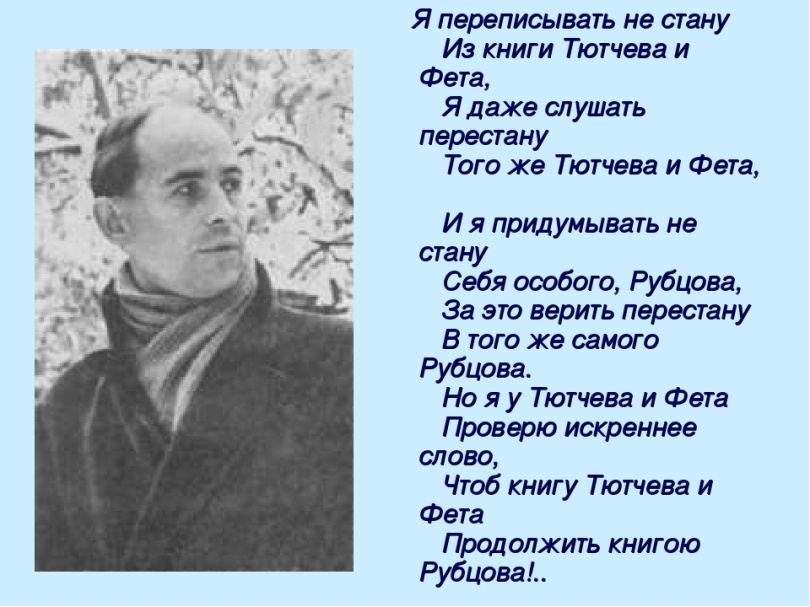 Я переписывать не стану
Из книги Тютчева и
Фета,
Я даже слушать
перестану
Того же Тютчева и Фета,
И я придумывать не
стану
Себя особого, Рубцова,
За это верить перестану
В того же самого
Рубцова.
Но я у Тютчева и Фета
Проверю искреннее
слово,
Чтоб книгу Тютчева и
Фета
Продолжить книгою
Рубцова!..